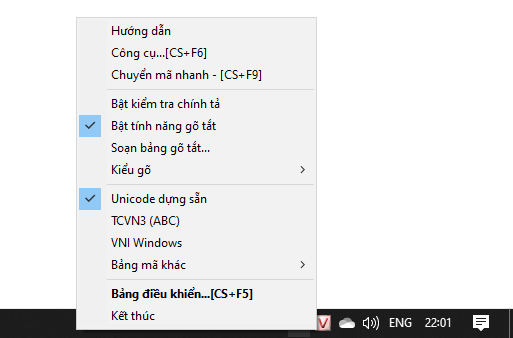 Hướng dẫn
Công cụ...[CS+F6]
Chuyển mã nhanh - [CS+F9]
Bật kiểm tra chính tả
Bật tính năng gõ tắt
Soạn bảng gõ tắt...
Kiểu gõ
Unicode dựng sẵn
TCVN3 (ABC)
VNI Windows
Bảng mã khác
Bảng điều khiển...[CS+F5]
Kết thúc
V ENG 22:01